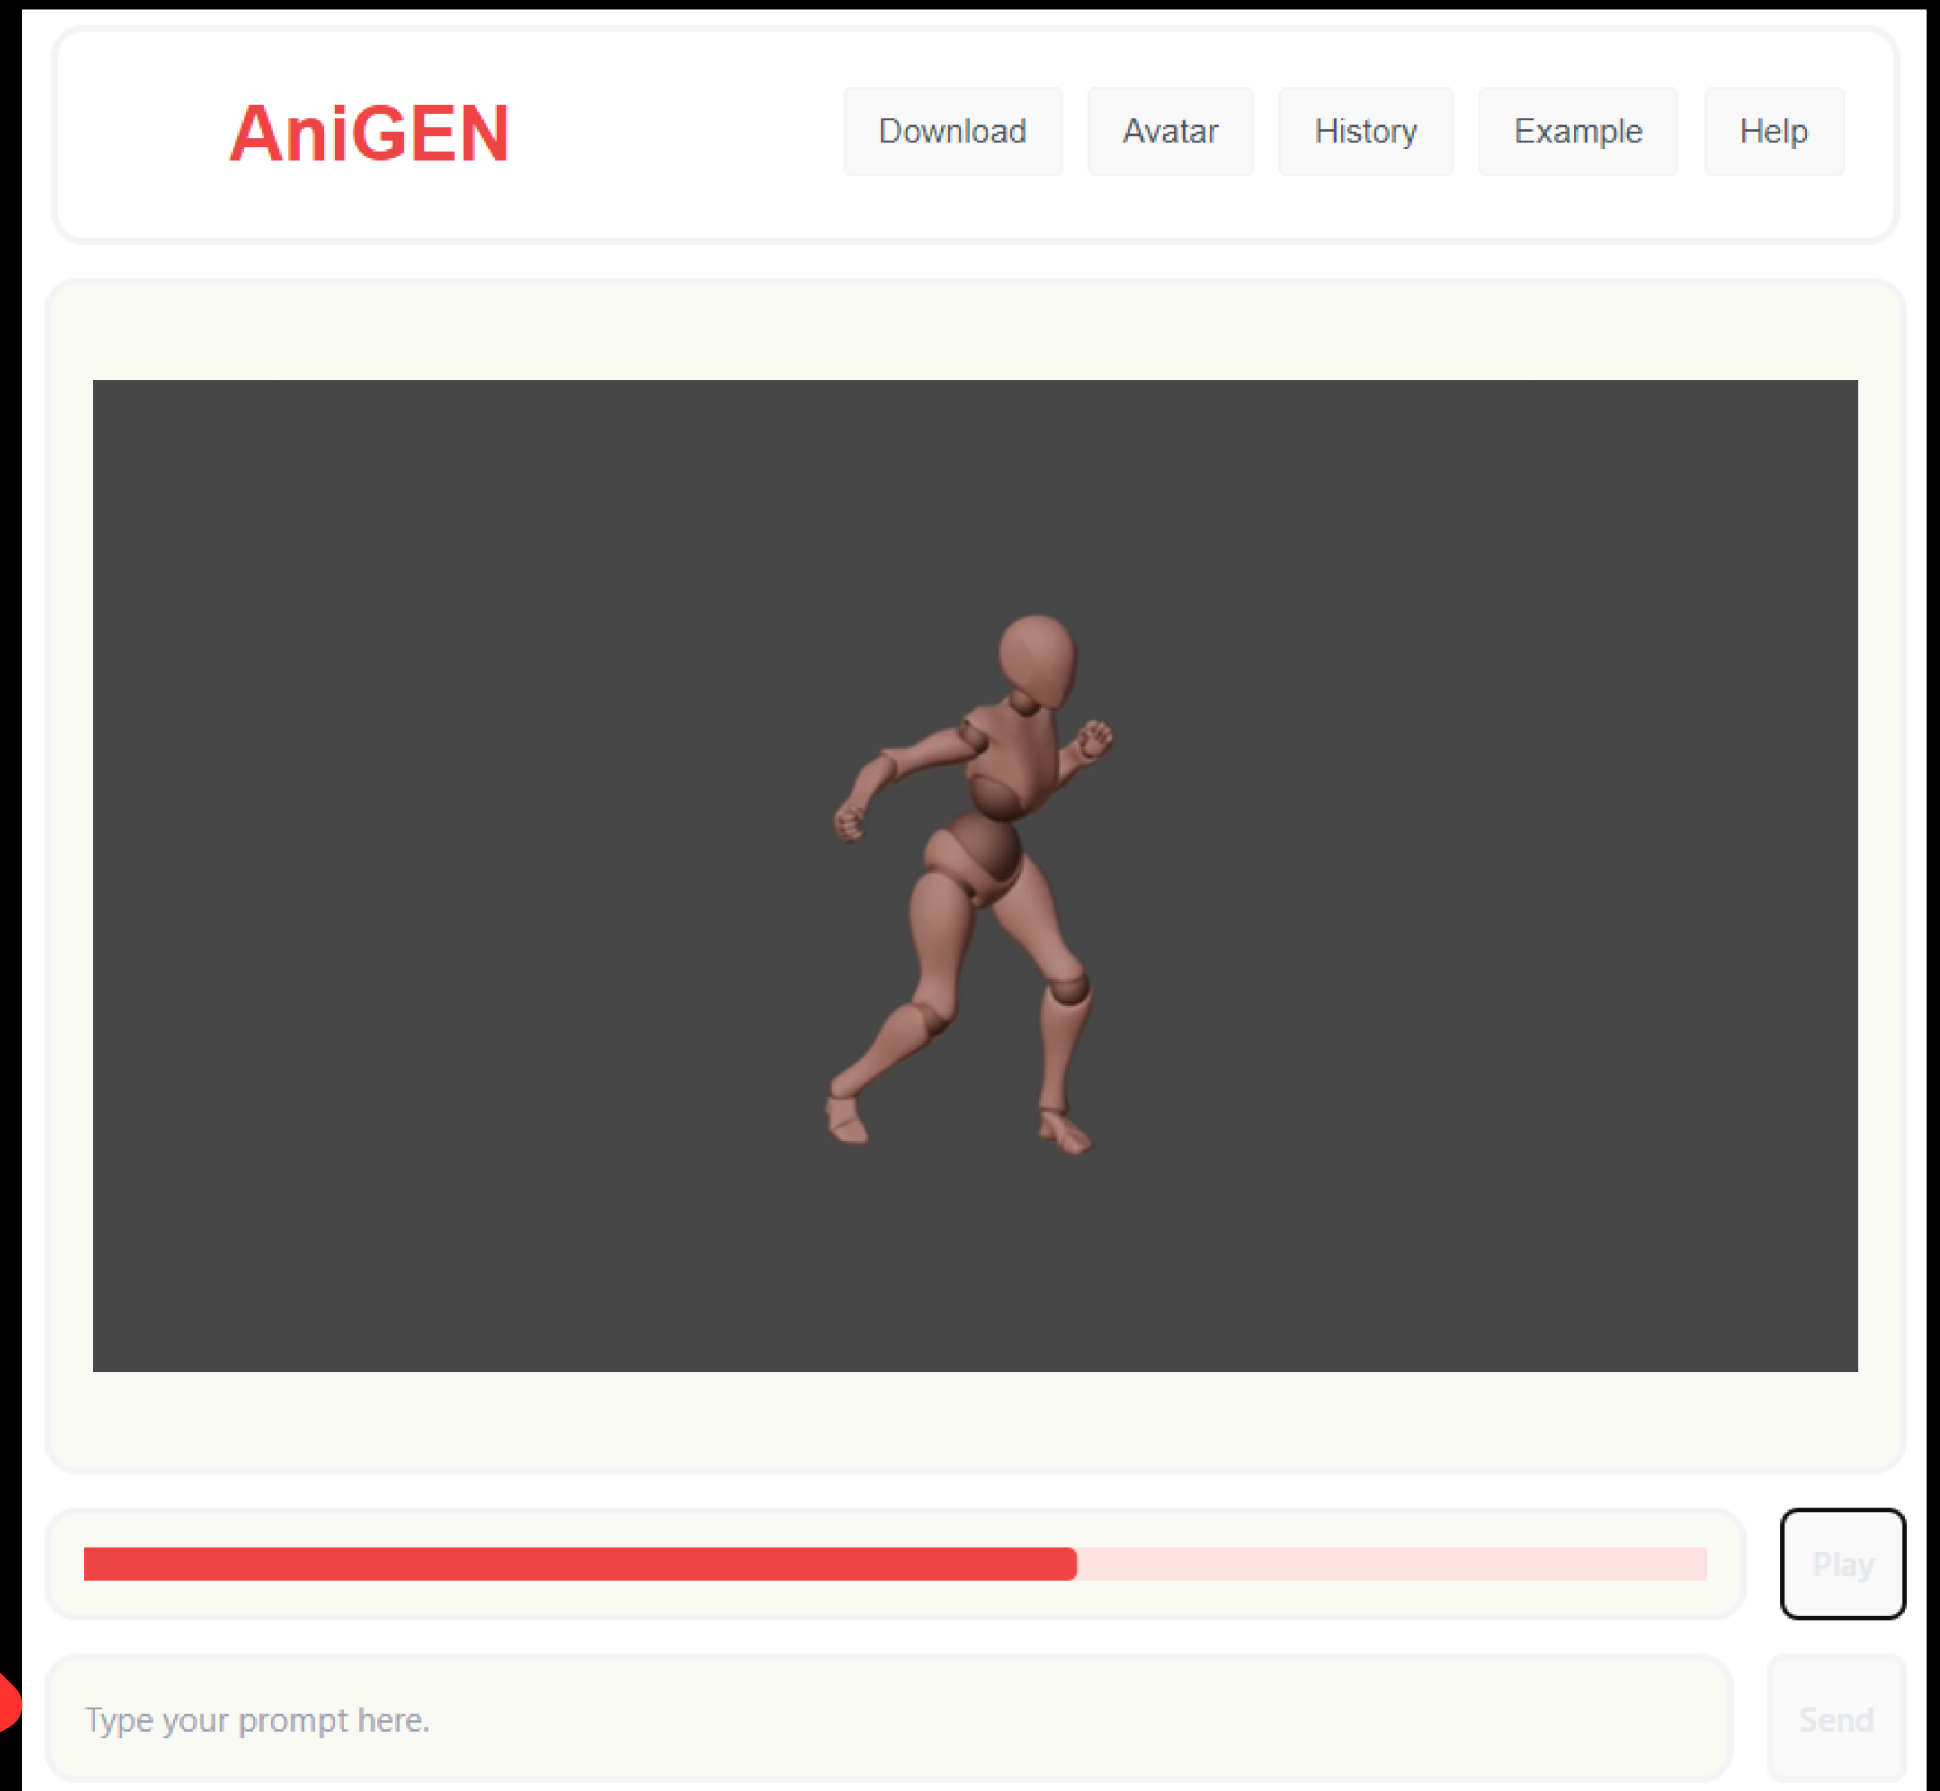 AniGEN
Download Avatar History Example Help
Play
Type your prompt here.
Send